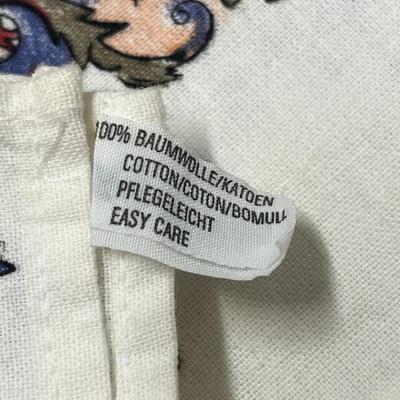 100% BAUMWOLLE/KATOEN
COTTON/COTON/BOMULL
PFLEGELEICHT
EASY CARE